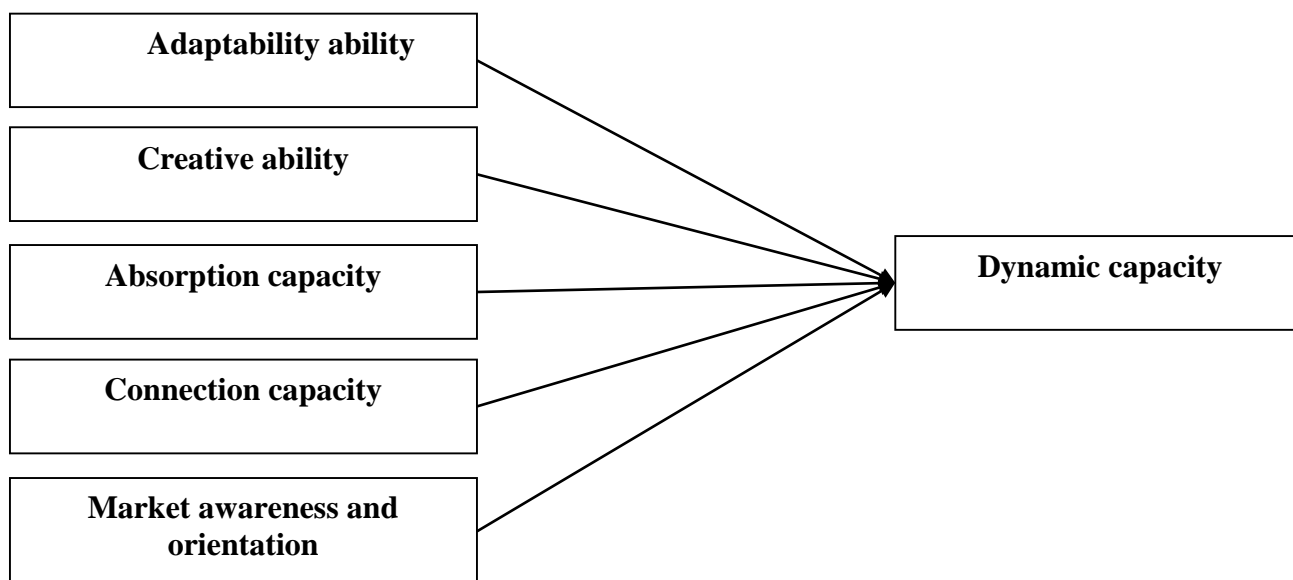 Adaptability ability
Creative ability
Absorption capacity
Dynamic capacity
Connection capacity
Market awareness and
orientation